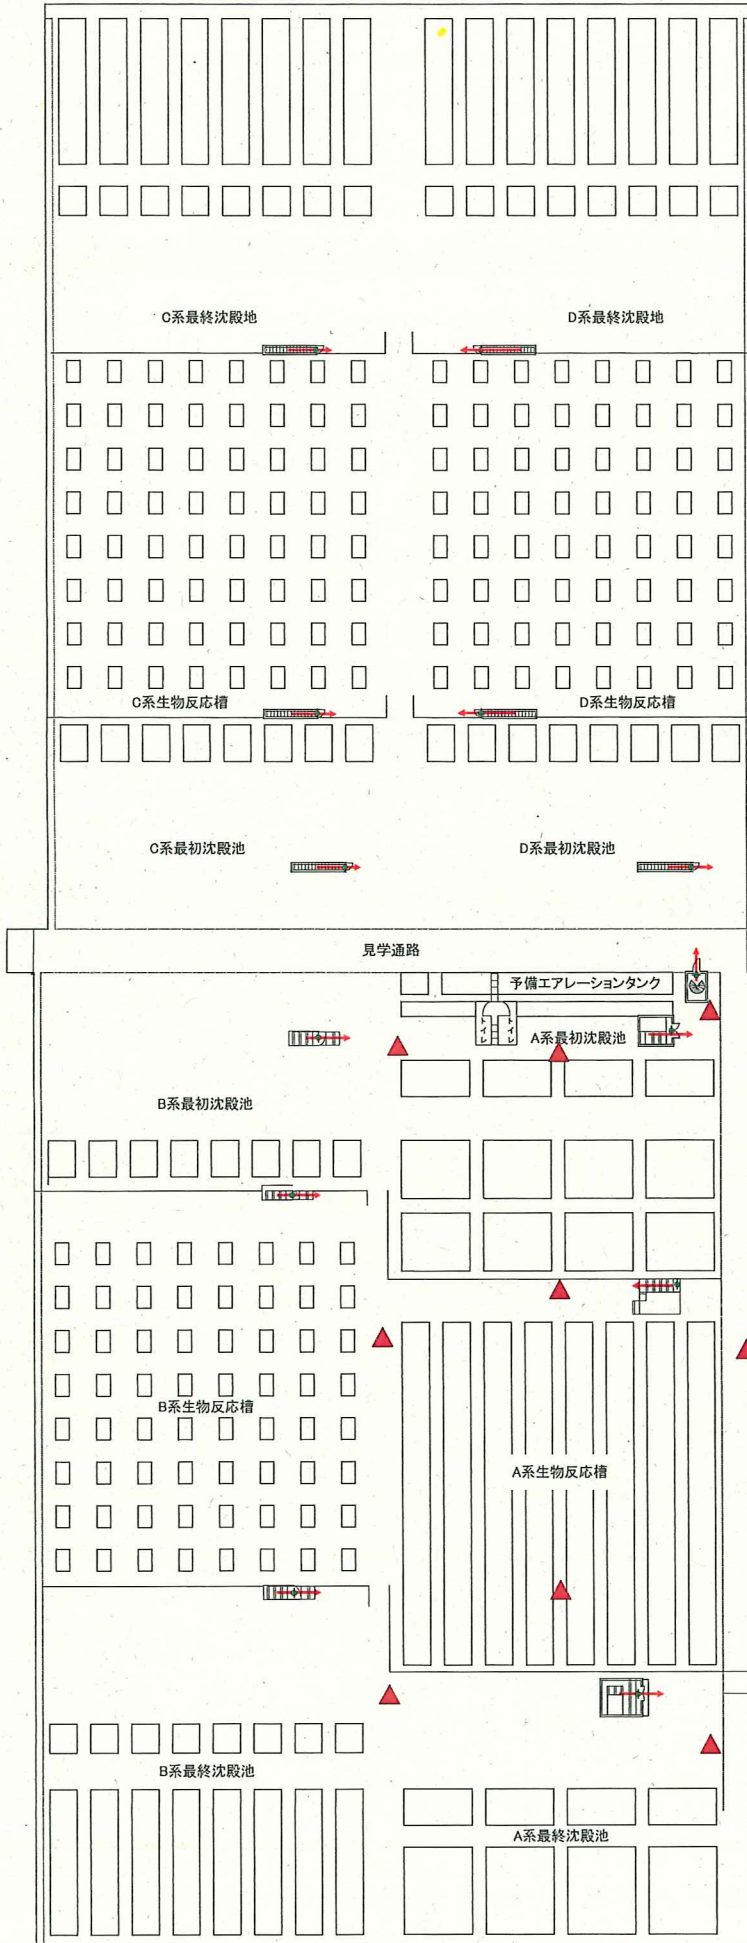 C系最終沈殿地
D系最終沈殿地
C系生物反応槽
D系生物反応槽
C系最初沈殿池
D系最初沈殿池
見学通路
予備エアレーションタンク
トイレ
トイレ
A系最初沈殿池
B系最初沈殿池
B系生物反応槽
A系生物反応槽
B系最終沈殿池
A系最終沈殿池